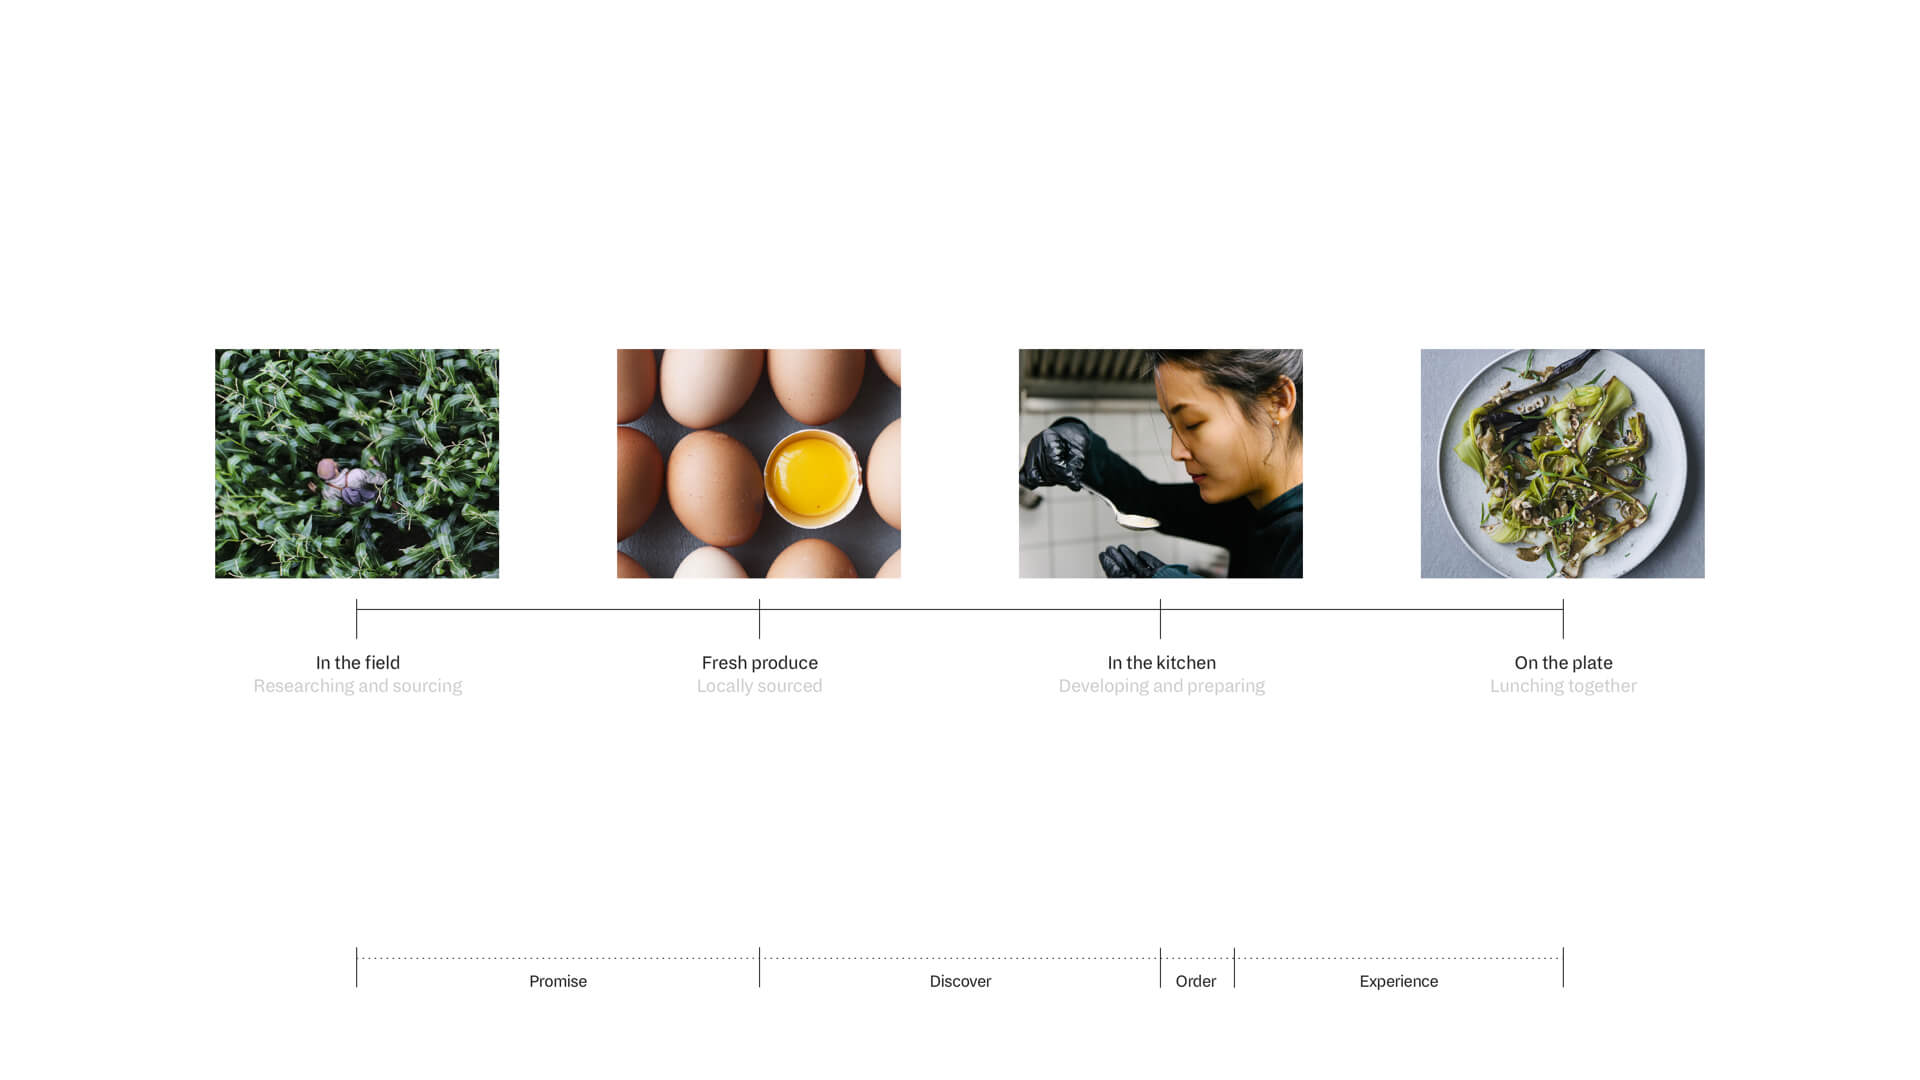 In the field
Researching and sourcing
Fresh produce
Locally sourced
In the kitchen
Developing and preparing
On the plate
Lunching together
Promise
Discover
Order
Experience